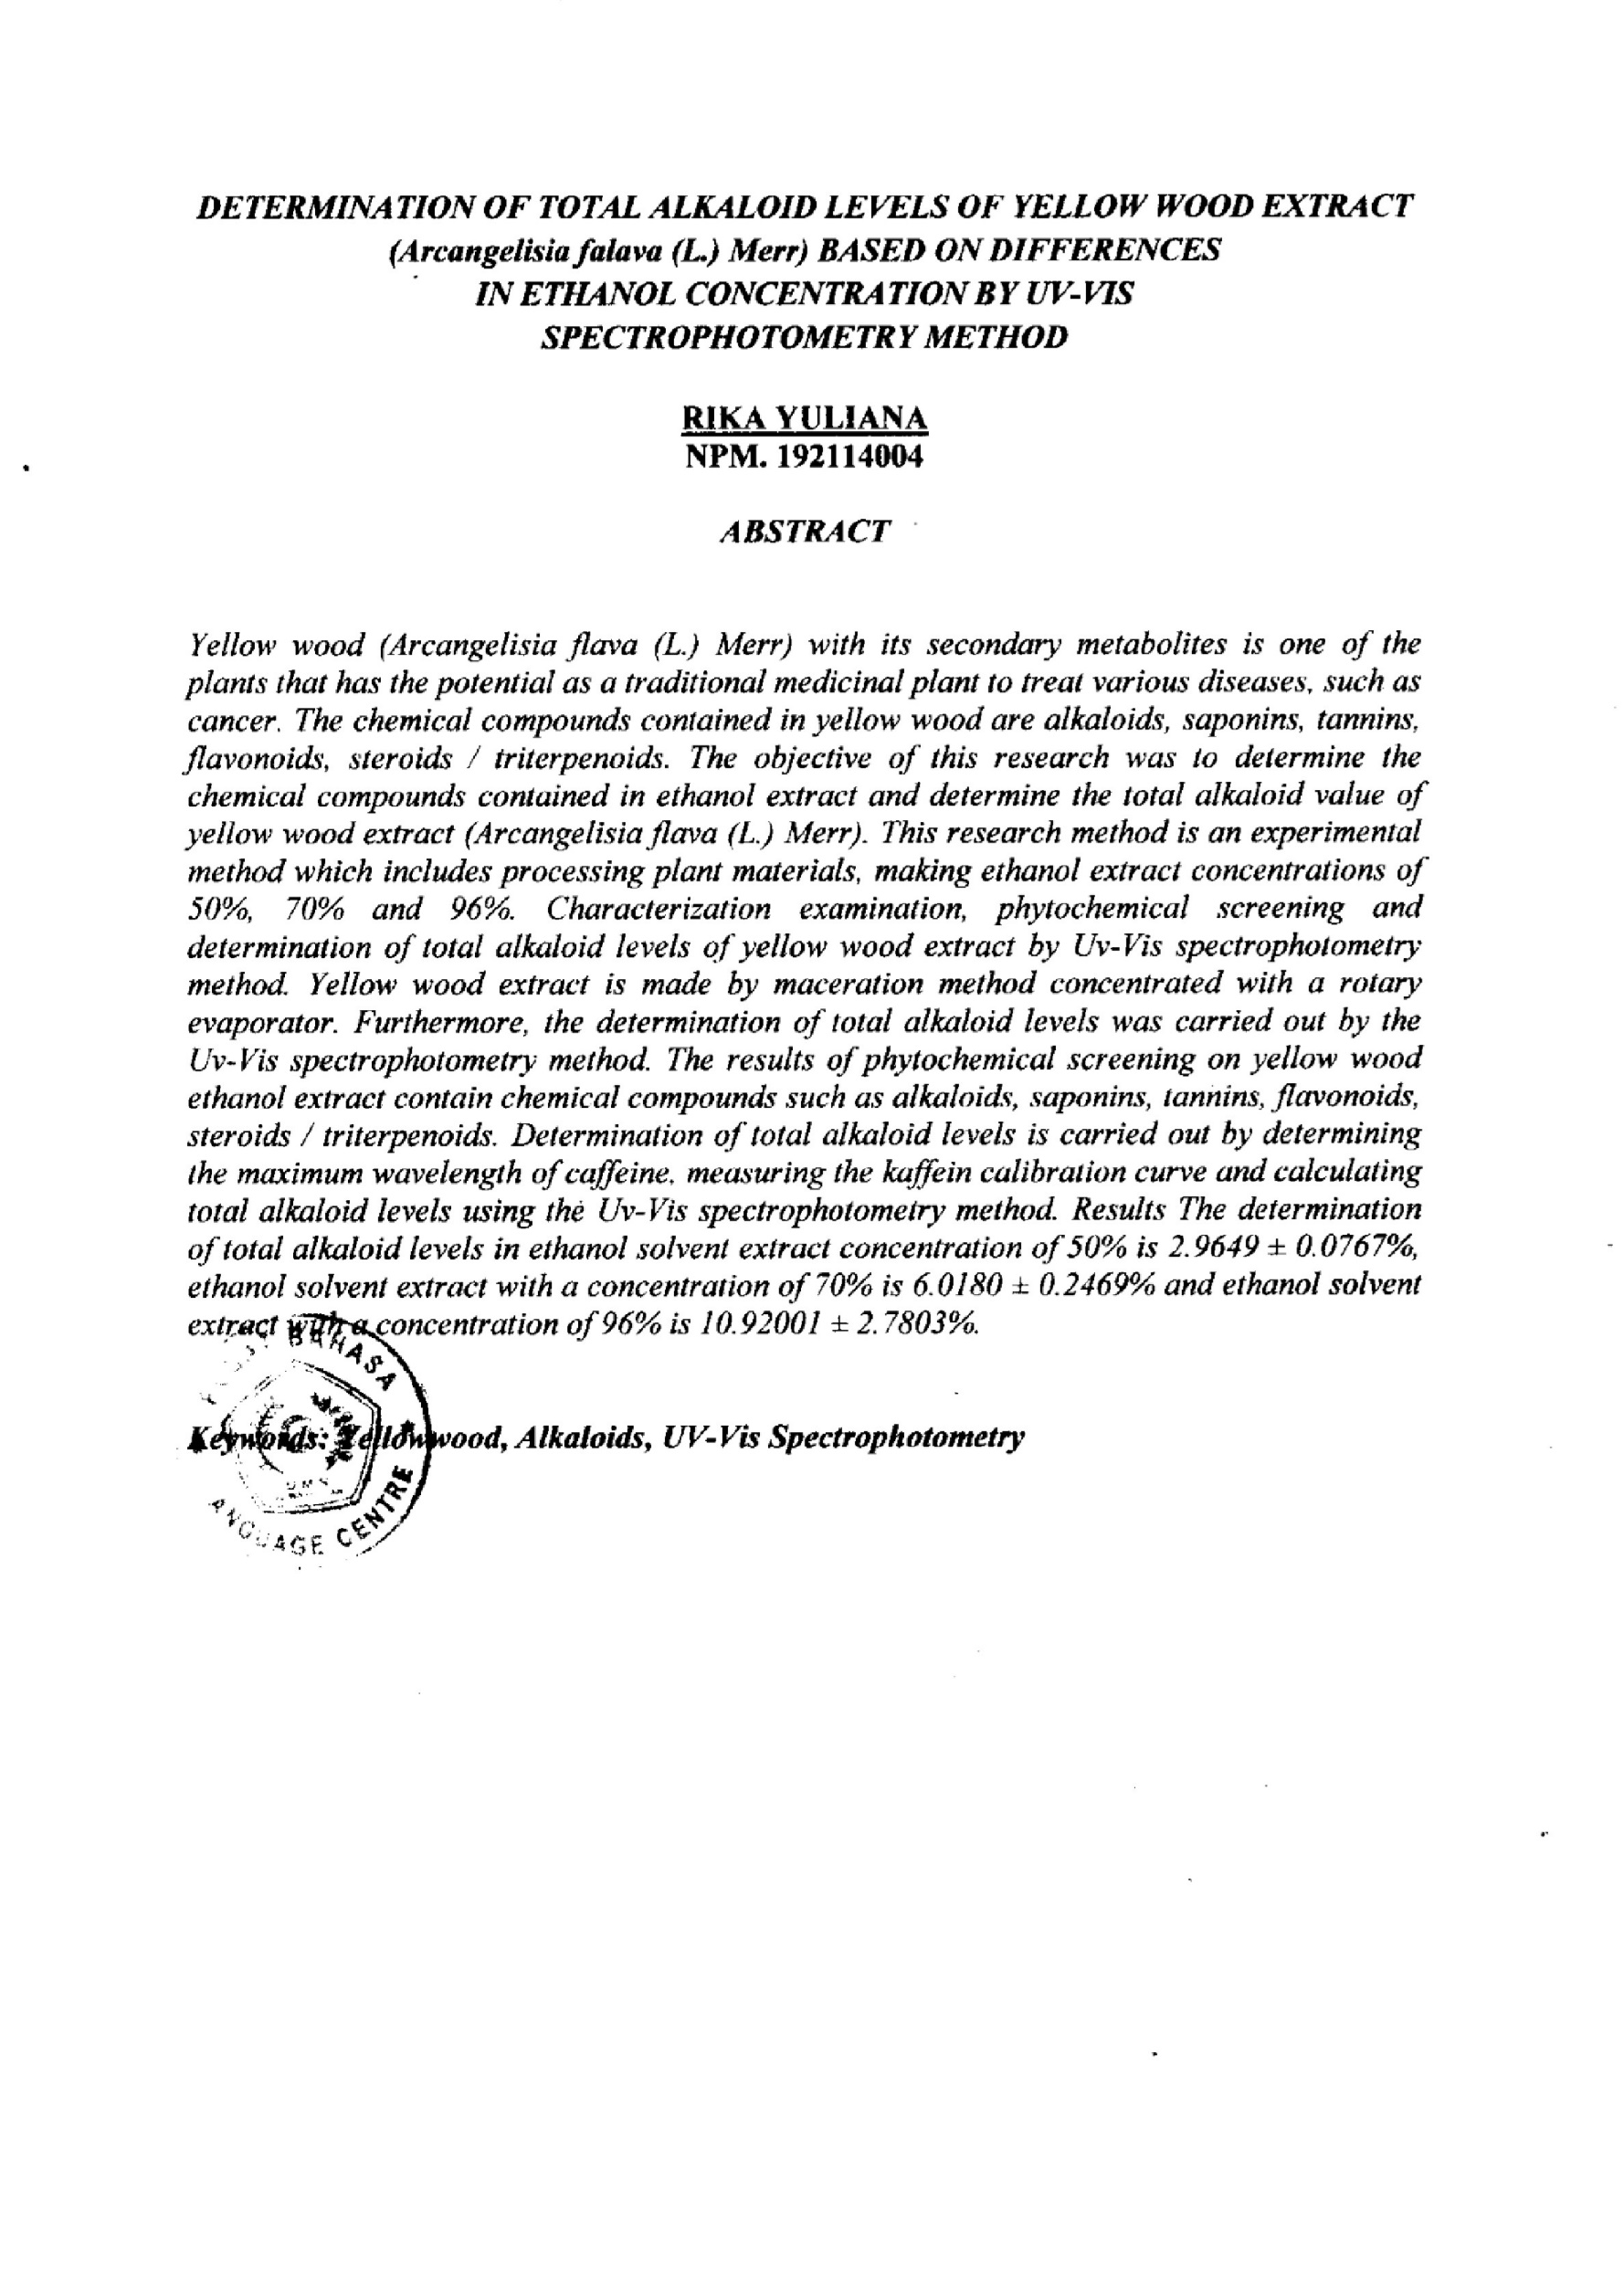 DETERMINATION OF TOTAL ALKALOID LEVELS OF YELLOW WOOD EXTRACT
(Arcangelisia falava (L.) Merr) BASED ON DIFFERENCES
IN ETHANOL CONCENTRATION BY UV-VIS
SPECTROPHOTOMETRY METHOD
RIKA YULIANA
NPM. 192114004
ABSTRACT
Yellow wood (Arcangelisia flava (L.) Merr) with its secondary metabolites is one of the
plants that has the potential as a traditional medicinal plant to treat various diseases, such as
cancer. The chemical compounds contained in yellow wood are alkaloids, saponins, tannins,
flavonoids, steroids / triterpenoids. The objective of this research was to determine the
chemical compounds contained in ethanol extract and determine the total alkaloid value of
yellow wood extract (Arcangelisia flava (L.) Merr). This research method is an experimental
method which includes processing plant materials, making ethanol extract concentrations of
50%, 70% and 96%. Characterization examination, phytochemical screening and
determination of total alkaloid levels of yellow wood extract by Uv-Vis spectrophotometry
method. Yellow wood extract is made by maceration method concentrated with a rotary
evaporator. Furthermore, the determination of total alkaloid levels was carried out by the
Uv-Vis spectrophotometry method. The results of phytochemical screening on yellow wood
ethanol extract contain chemical compounds such as alkaloids, saponins, tannins, flavonoids,
steroids / triterpenoids. Determination of total alkaloid levels is carried out by determining
the maximum wavelength of caffeine, measuring the kaffein calibration curve and calculating
total alkaloid levels using the Uv-Vis spectrophotometry method. Results The determination
of total alkaloid levels in ethanol solvent extract concentration of 50% is 2.9649 ± 0.0767%,
ethanol solvent extract with a concentration of 70% is 6.0180 ± 0.2469% and ethanol solvent
extract with a concentration of 96% is 10.92001 ± 2.7803%.
BAHASA
Keywords: Yellow wood, Alkaloids, UV-Vis Spectrophotometry
LANGUAGE CENTRE